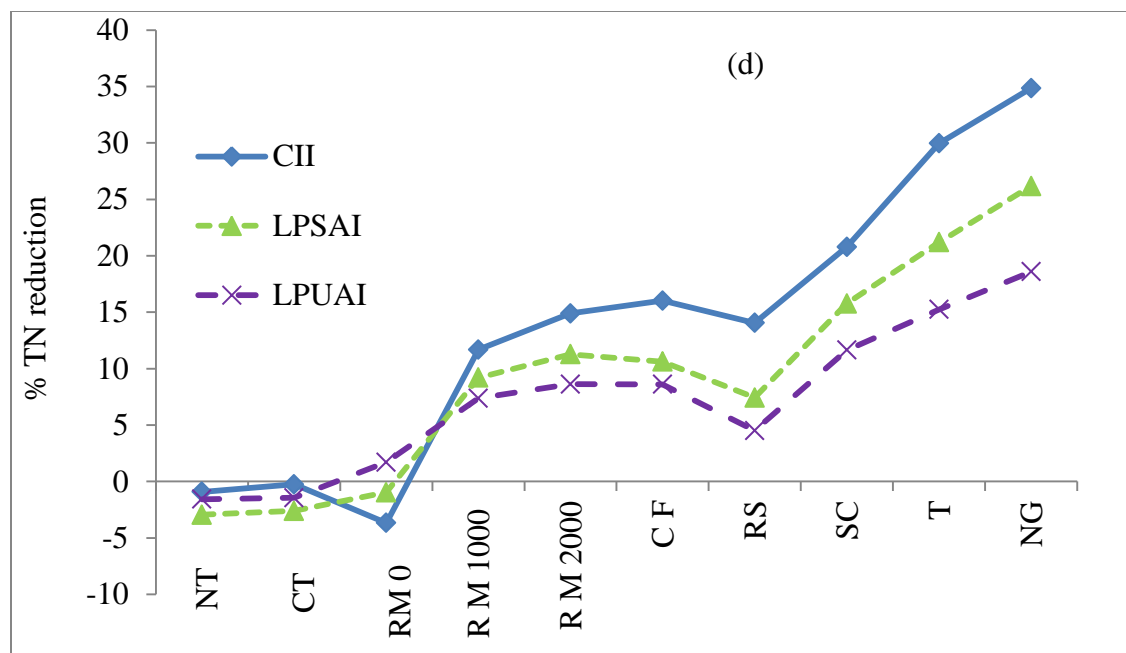 40
35
30
25
20
15
10
5
0
-5
-10
% TN reduction
(d)
CII
LPSAI
LPUAI
NT
CT
RM 0
R M 1000
R M 2000
C F
RS
SC
T
NG